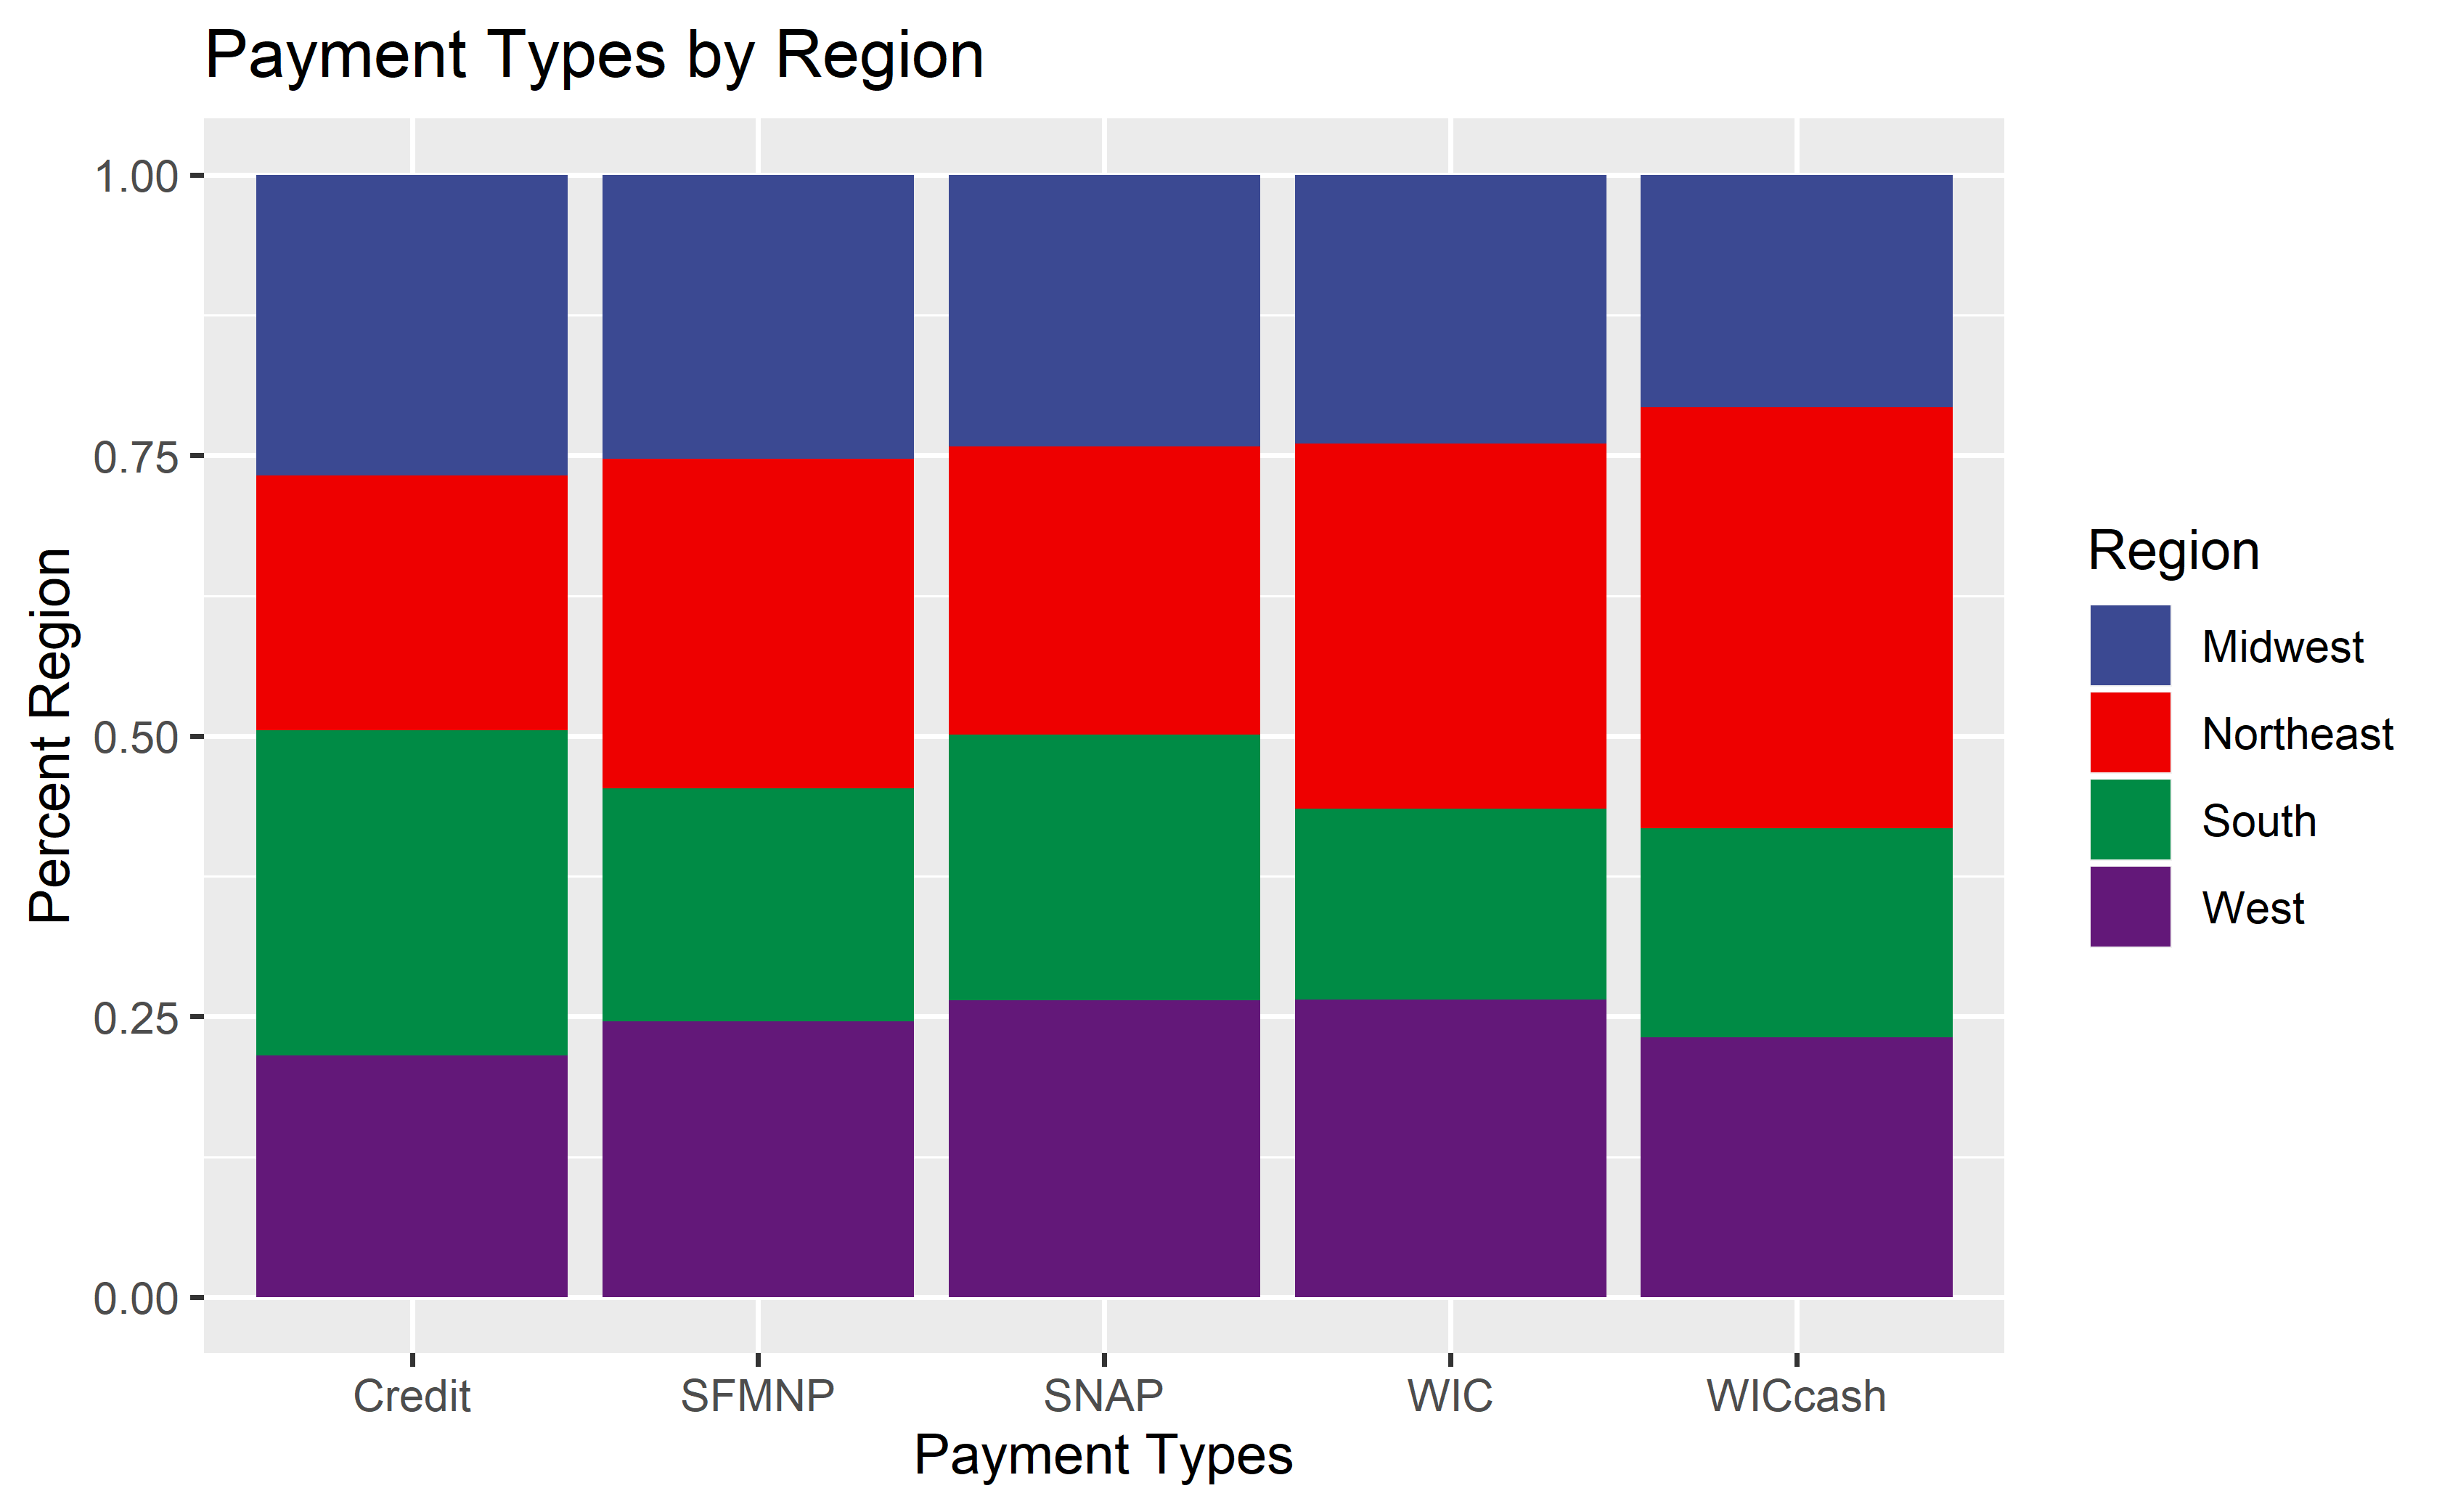 Payment Types by Region
Percent Region
1.00
0.75
0.50
0.25
0.00
Credit
SFMNP
SNAP
WIC
WICcash
Payment Types
Region
Midwest
Northeast
South
West